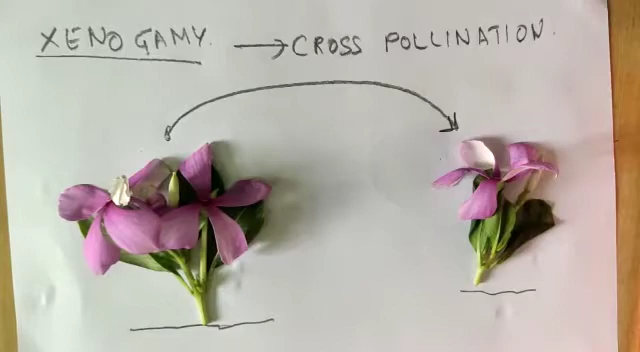 XENOGAMY. → CROSS POLLINATION.